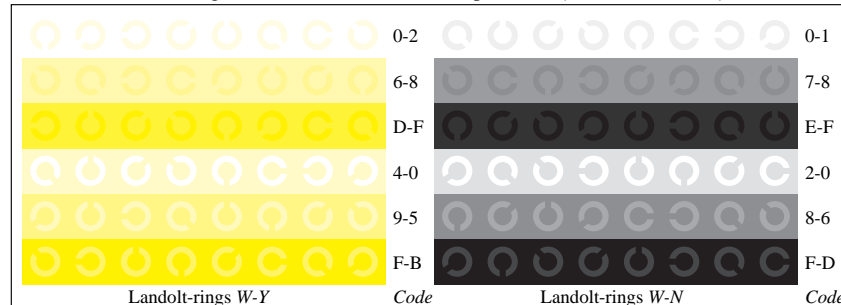 0-2 0-1
6-8 7-8
D-F E-F
4-0 2-0
9-5 8-6
F-B F-D
Landolt-rings W-Y Code Landolt-rings W-N Code